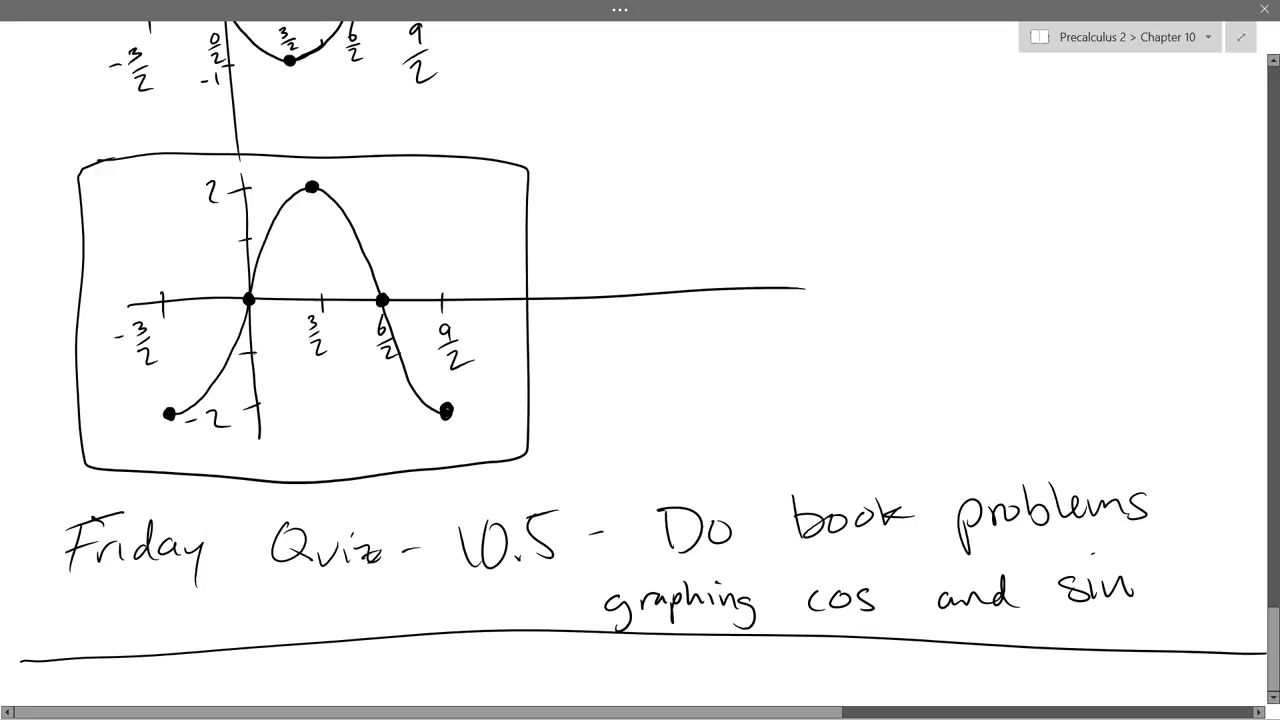 ...
Precalculus 2 > Chapter 10
-3/2 0/2 3/2 6/2 9/2
-1
2
-3/2 3/2 6/2 9/2
-2
Friday Quiz - 10.5 - Do book problems
graphing cos and sin